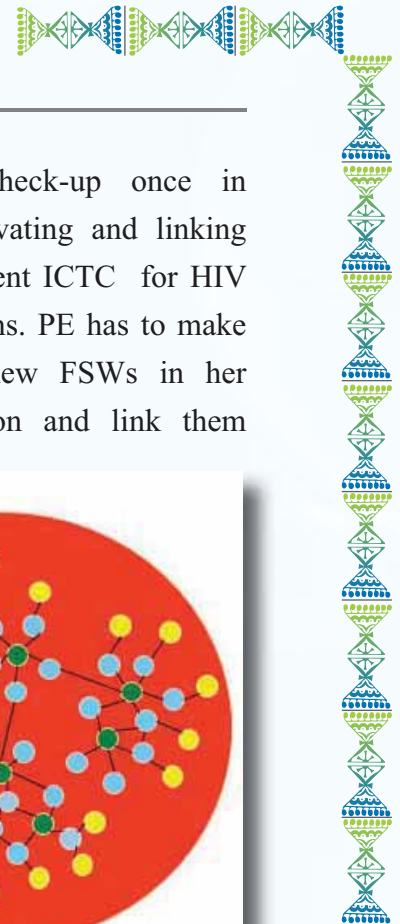 heck-up once in
vating and linking
ent ICTC for HIV
ns. PE has to make
ew FSWs in her
on and link them